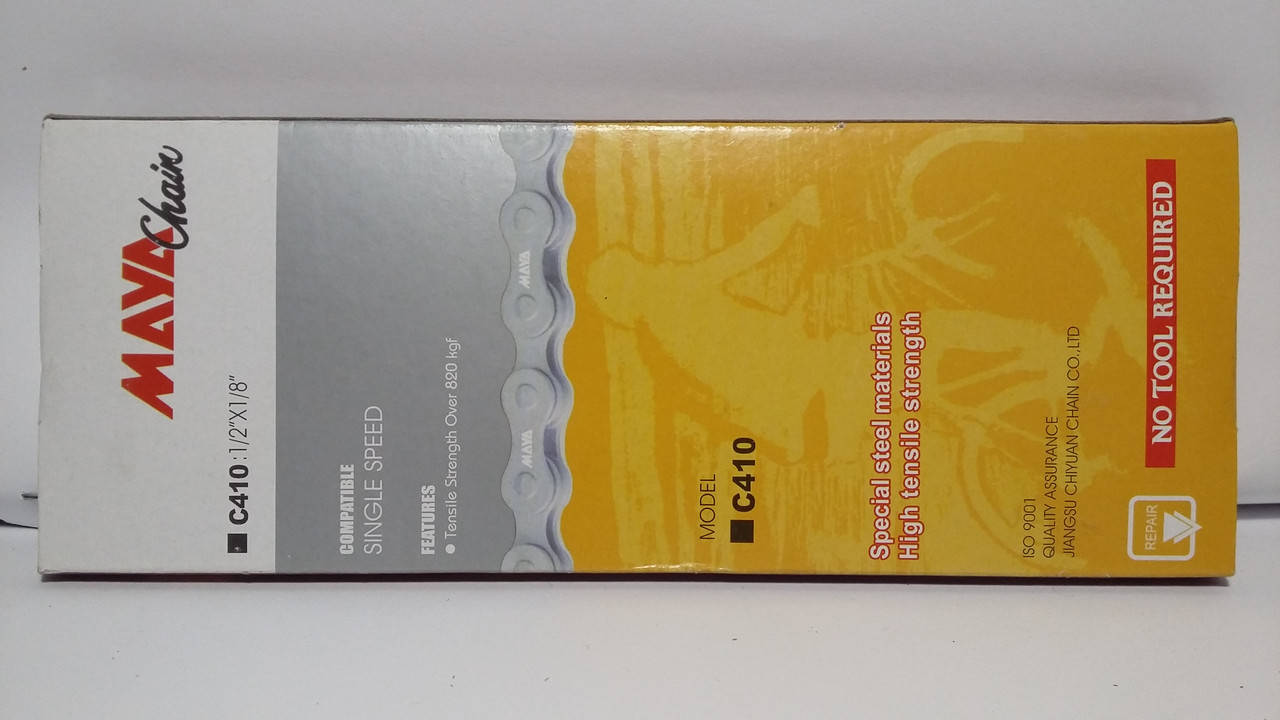 MAYA Chain
C410:1/2"X1/8"
COMPATIBLE
SINGLE SPEED
FEATURES
● Tensile Strength Over 820 kgf
MAYA
MAYA
MODEL
C410
Special steel materials
High tensile strength
ISO 9001
QUALITY ASSURANCE
JIANGSU CHIYUAN CHAIN CO.,LTD
REPAIR
NO TOOL REQUIRED